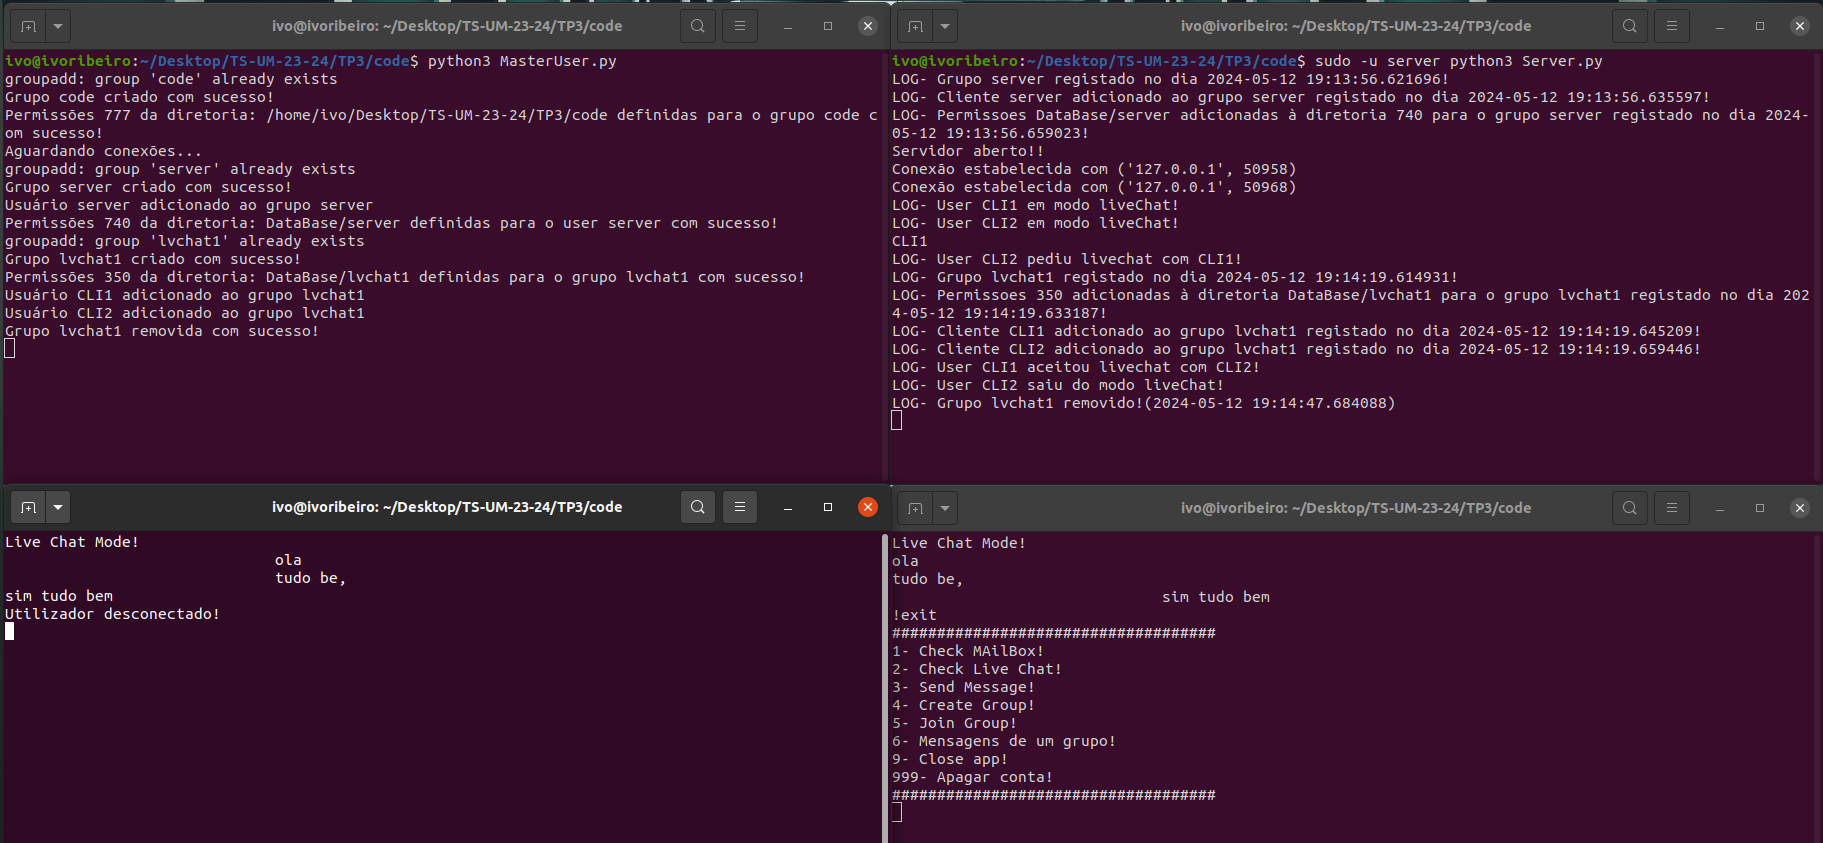 ivo@ivoribeiro: ~/Desktop/TS-UM-23-24/TP3/code
ivo@ivoribeiro:~/Desktop/TS-UM-23-24/TP3/code$ python3 MasterUser.py
groupadd: group 'code' already exists
Grupo code criado com sucesso!
Permissões 777 da diretoria: /home/ivo/Desktop/TS-UM-23-24/TP3/code definidas para o grupo code c
om sucesso!
Aguardando conexões...
groupadd: group 'server' already exists
Grupo server criado com sucesso!
Usuário server adicionado ao grupo server
Permissões 740 da diretoria: DataBase/server definidas para o user server com sucesso!
groupadd: group 'lvchat1' already exists
Grupo lvchat1 criado com sucesso!
Permissões 350 da diretoria: DataBase/lvchat1 definidas para o grupo lvchat1 com sucesso!
Usuário CLI1 adicionado ao grupo lvchat1
Usuário CLI2 adicionado ao grupo lvchat1
Grupo lvchat1 removida com sucesso!
ivo@ivoribeiro: ~/Desktop/TS-UM-23-24/TP3/code
ivo@ivoribeiro:~/Desktop/TS-UM-23-24/TP3/code$ sudo -u server python3 Server.py
LOG- Grupo server registado no dia 2024-05-12 19:13:56.621696!
LOG- Cliente server adicionado ao grupo server registado no dia 2024-05-12 19:13:56.635597!
LOG- Permissoes DataBase/server adicionadas à diretoria 740 para o grupo server registado no dia 2024-
05-12 19:13:56.659023!
Servidor aberto!!
Conexão estabelecida com ('127.0.0.1', 50958)
Conexão estabelecida com ('127.0.0.1', 50968)
LOG- User CLI1 em modo liveChat!
LOG- User CLI2 em modo liveChat!
CLI1
LOG- User CLI2 pediu livechat com CLI1!
LOG- Grupo lvchat1 registado no dia 2024-05-12 19:14:19.614931!
LOG- Permissoes 350 adicionadas à diretoria DataBase/lvchat1 para o grupo lvchat1 registado no dia 202
4-05-12 19:14:19.633187!
LOG- Cliente CLI1 adicionado ao grupo lvchat1 registado no dia 2024-05-12 19:14:19.645209!
LOG- Cliente CLI2 adicionado ao grupo lvchat1 registado no dia 2024-05-12 19:14:19.659446!
LOG- User CLI1 aceitou livechat com CLI2!
LOG- User CLI2 saiu do modo liveChat!
LOG- Grupo lvchat1 removido!(2024-05-12 19:14:47.684088)
ivo@ivoribeiro: ~/Desktop/TS-UM-23-24/TP3/code
Live Chat Mode!
ola
tudo be,
sim tudo bem
Utilizador desconectado!
ivo@ivoribeiro: ~/Desktop/TS-UM-23-24/TP3/code
Live Chat Mode!
ola
tudo be,
sim tudo bem
!exit
####################################
1- Check MAilBox!
2- Check Live Chat!
3- Send Message!
4- Create Group!
5- Join Group!
6- Mensagens de um grupo!
9- Close app!
999- Apagar conta!
####################################